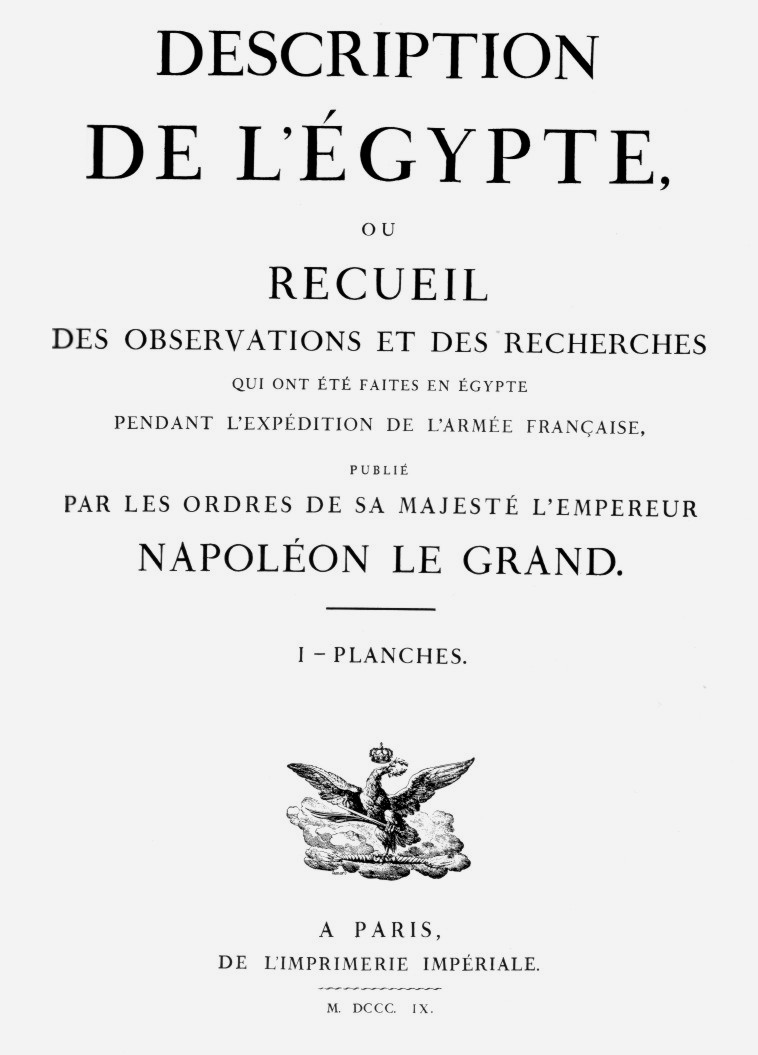 DESCRIPTION
DE L'ÉGYPTE,
OU
RECUEIL
DES OBSERVATIONS ET DES RECHERCHES
QUI ONT ÉTÉ FAITES EN ÉGYPTE
PENDANT L'EXPÉDITION DE L'ARMÉE FRANÇAISE,
PUBLIÉ
PAR LES ORDRES DE SA MAJESTÉ L'EMPEREUR
NAPOLÉON LE GRAND.
I – PLANCHES.
A PARIS,
DE L'IMPRIMERIE IMPÉRIALE.
M. DCCC. IX.